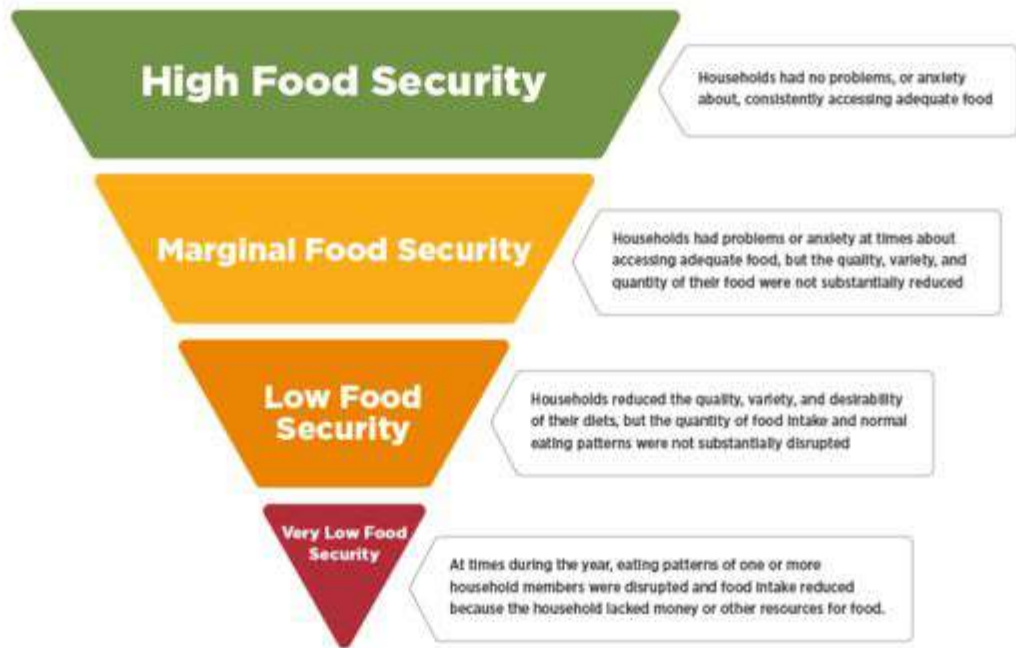 High Food Security
Households had no problems, or anxiety
about, consistently accessing adequate food
Marginal Food Security
Households had problems or anxiety at times about
accessing adequate food, but the quality, variety, and
quantity of their food were not substantially reduced
Low Food
Security
Households reduced the quality, variety, and desirability
of their diets, but the quantity of food intake and normal
eating patterns were not substantially disrupted
Very Low Food
Security
At times during the year, eating patterns of one or more
household members were disrupted and food intake reduced
because the household lacked money or other resources for food.